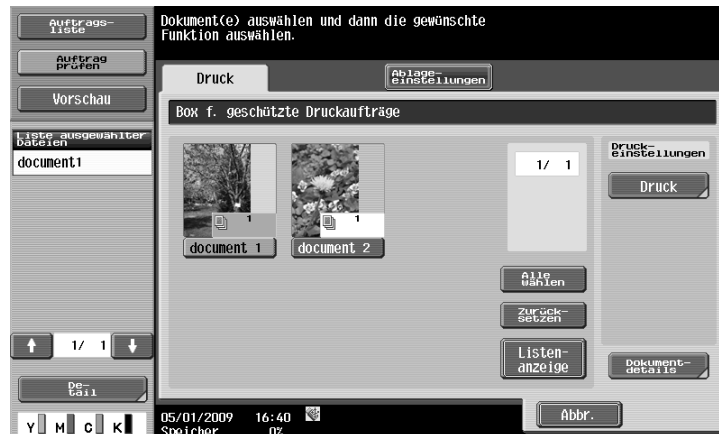 Auftrags-
liste
Auftrag
prüfen
Vorschau
Liste ausgewählter
Dateien
document1
1/ 1
De-
tail
Y M C K
Dokument(e) auswählen und dann die gewünschte
Funktion auswählen.
Druck
Ablage-
einstellungen
Box f. geschützte Druckaufträge
1
document 1
1
document 2
1/ 1
Alle
wählen
Zurück-
setzen
Listen-
anzeige
Druck-
einstellungen
Druck
Dokument-
details
05/01/2009 16:40
Speicher 0%
Abbr.